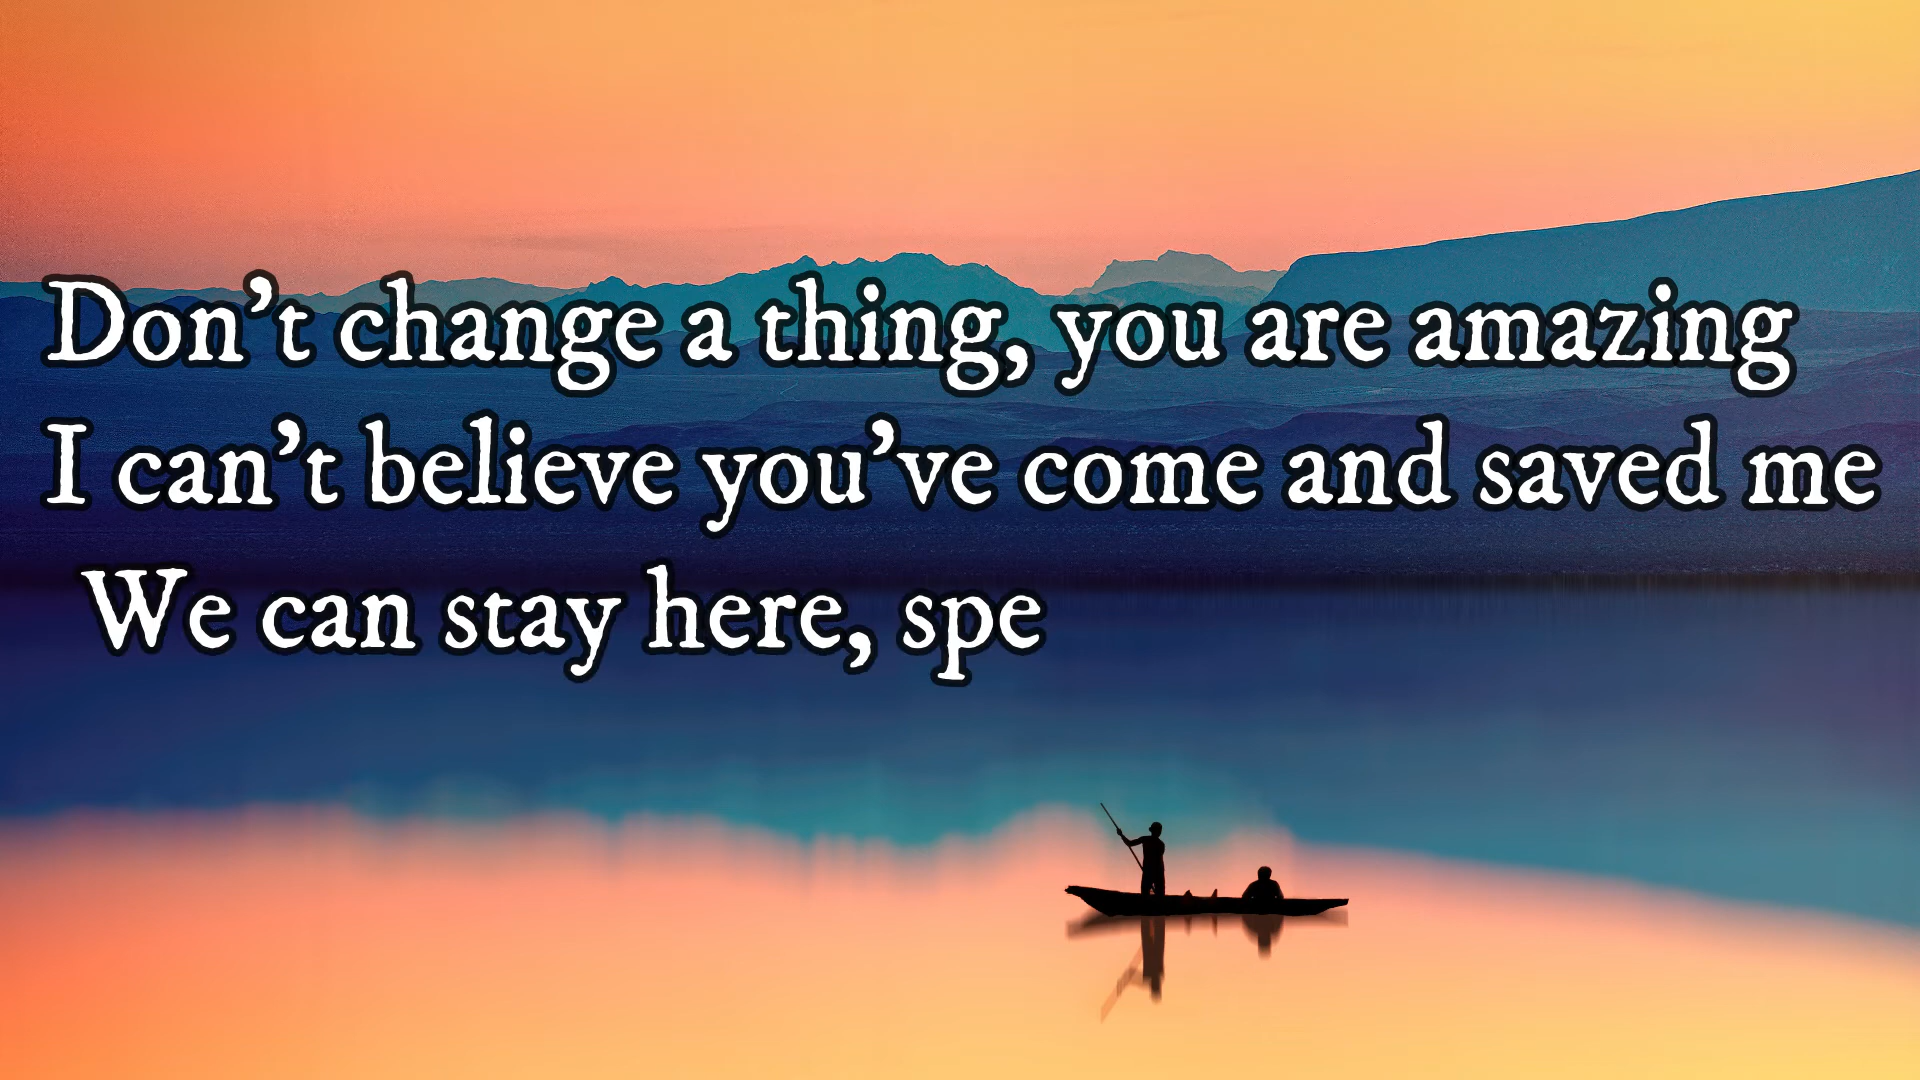 Don't change a thing, you are amazing
I can't believe you've come and saved me
We can stay here, spe